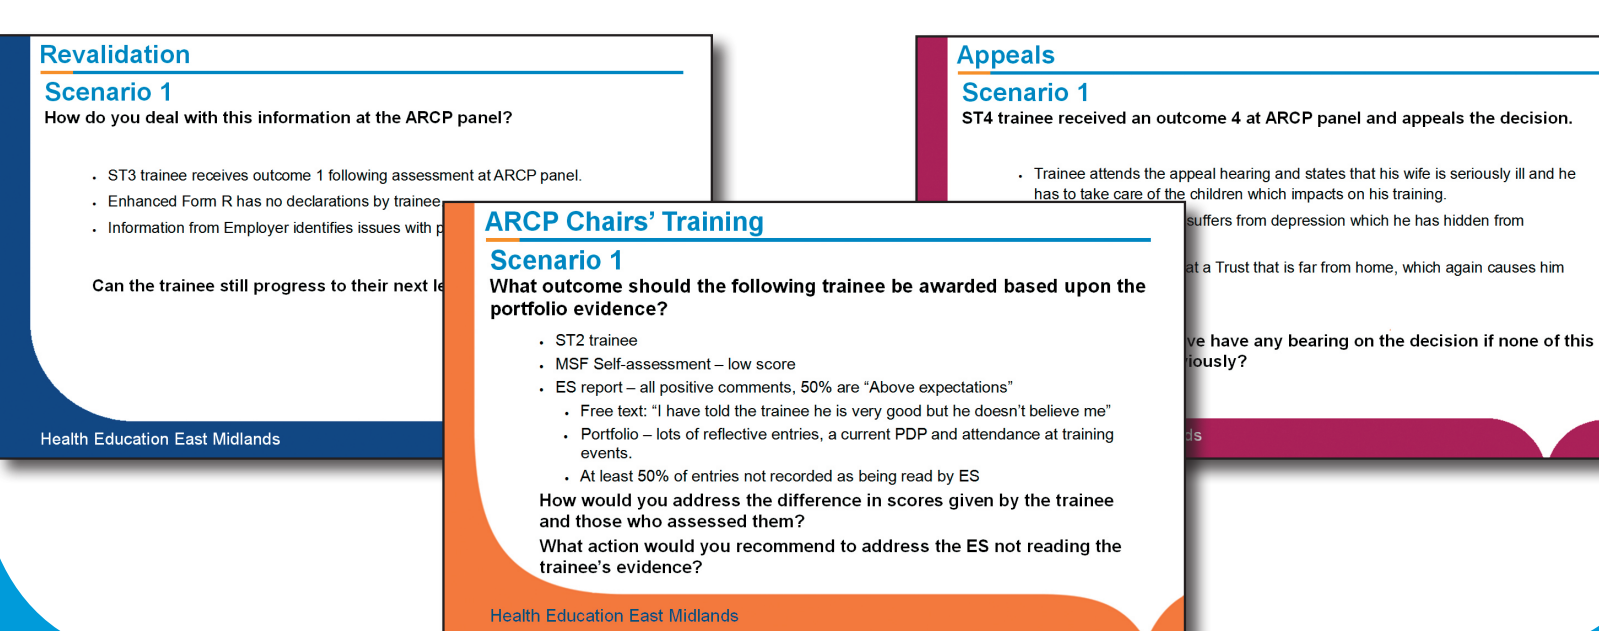 Revalidation
Scenario 1
How do you deal with this information at the ARCP panel?
• ST3 trainee receives outcome 1 following assessment at ARCP panel.
• Enhanced Form R has no declarations by trainee
• Information from Employer identifies issues with p
Can the trainee still progress to their next le
Health Education East Midlands
ARCP Chairs’ Training
Scenario 1
What outcome should the following trainee be awarded based upon the
portfolio evidence?
• ST2 trainee
• MSF Self-assessment – low score
• ES report – all positive comments, 50% are “Above expectations”
• Free text: “I have told the trainee he is very good but he doesn’t believe me”
• Portfolio – lots of reflective entries, a current PDP and attendance at training
events.
• At least 50% of entries not recorded as being read by ES
How would you address the difference in scores given by the trainee
and those who assessed them?
What action would you recommend to address the ES not reading the
trainee’s evidence?
Health Education East Midlands
Appeals
Scenario 1
ST4 trainee received an outcome 4 at ARCP panel and appeals the decision.
• Trainee attends the appeal hearing and states that his wife is seriously ill and he
has to take care of the children which impacts on his training.
suffers from depression which he has hidden from
at a Trust that is far from home, which again causes him
ve have any bearing on the decision if none of this
iously?
ds